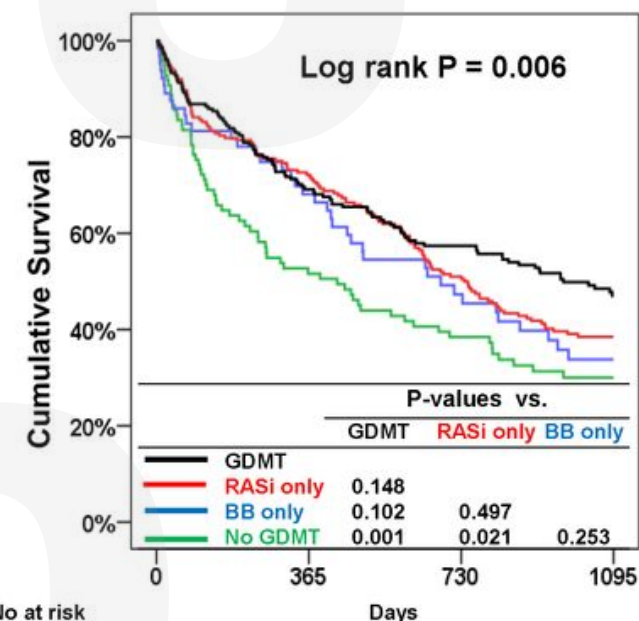 100%
Log rank P = 0.006
80%
60%
40%
20%
0%
Cumulative Survival
P-values vs.
GDMT RASi only BB only
GDMT
RASi only 0.148
BB only 0.102 0.497
No GDMT 0.001 0.021 0.253
0 365 730 1095
No at risk Days